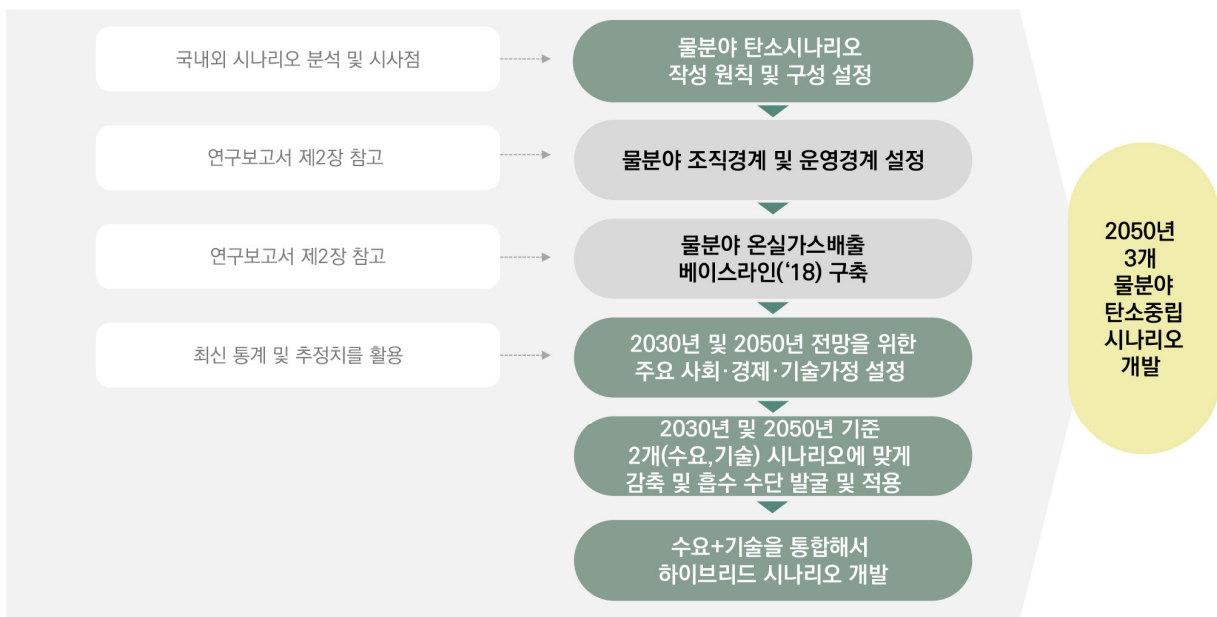 국내외 시나리오 분석 및 시사점
물분야 탄소시나리오
작성 원칙 및 구성 설정
연구보고서 제2장 참고
물분야 조직경계 및 운영경계 설정
연구보고서 제2장 참고
물분야 온실가스배출
베이스라인(‘18) 구축
최신 통계 및 추정치를 활용
2030년 및 2050년 전망을 위한
주요 사회·경제·기술가정 설정
2030년 및 2050년 기준
2개(수요,기술) 시나리오에 맞게
감축 및 흡수 수단 발굴 및 적용
수요+기술을 통합해서
하이브리드 시나리오 개발
2050년
3개
물분야
탄소중립
시나리오
개발